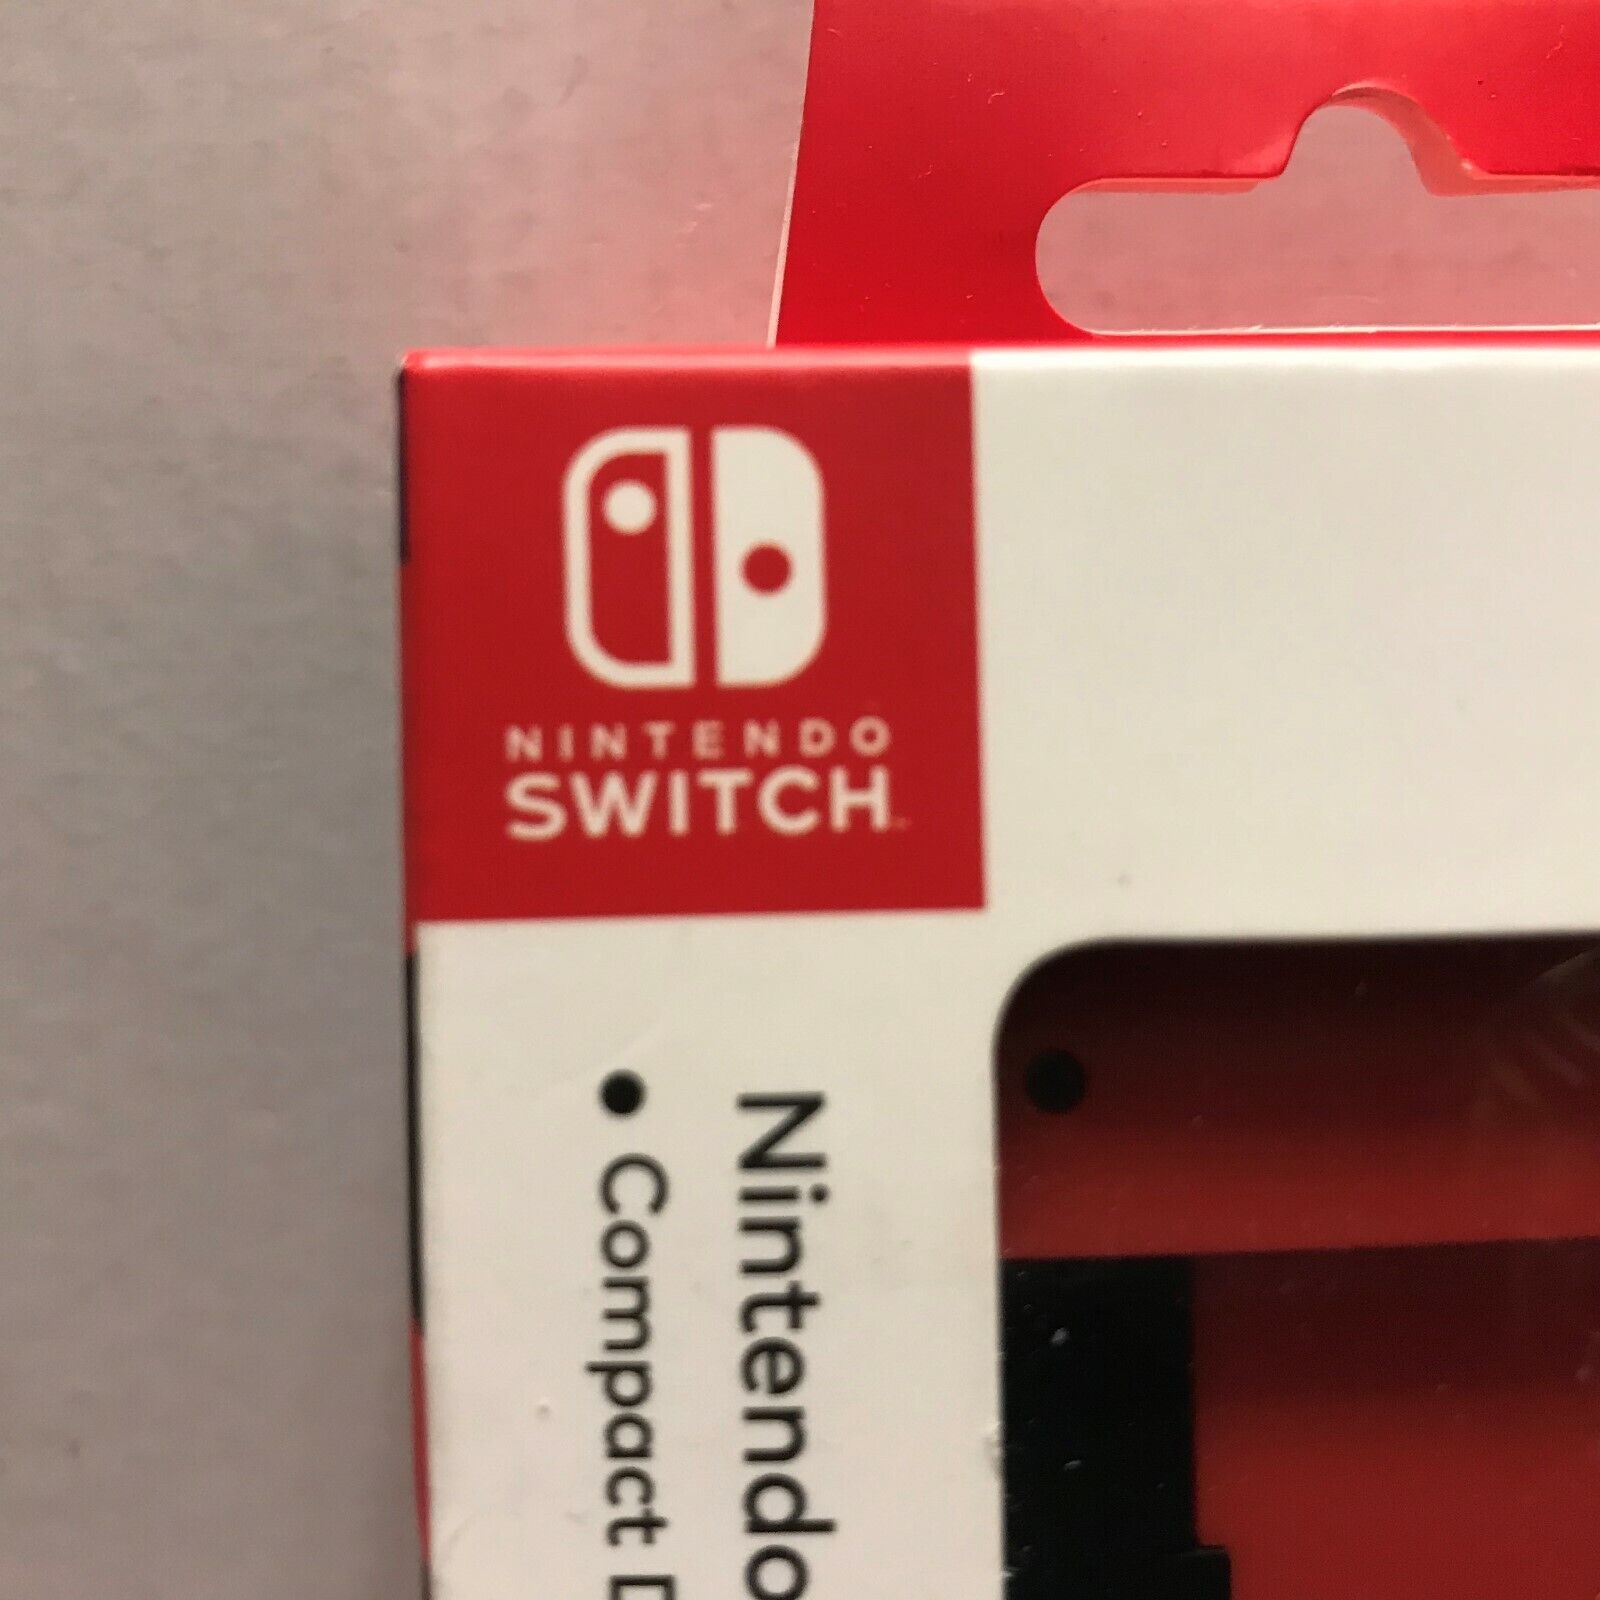 NINTENDO
SWITCH
Nintendo
• Compact